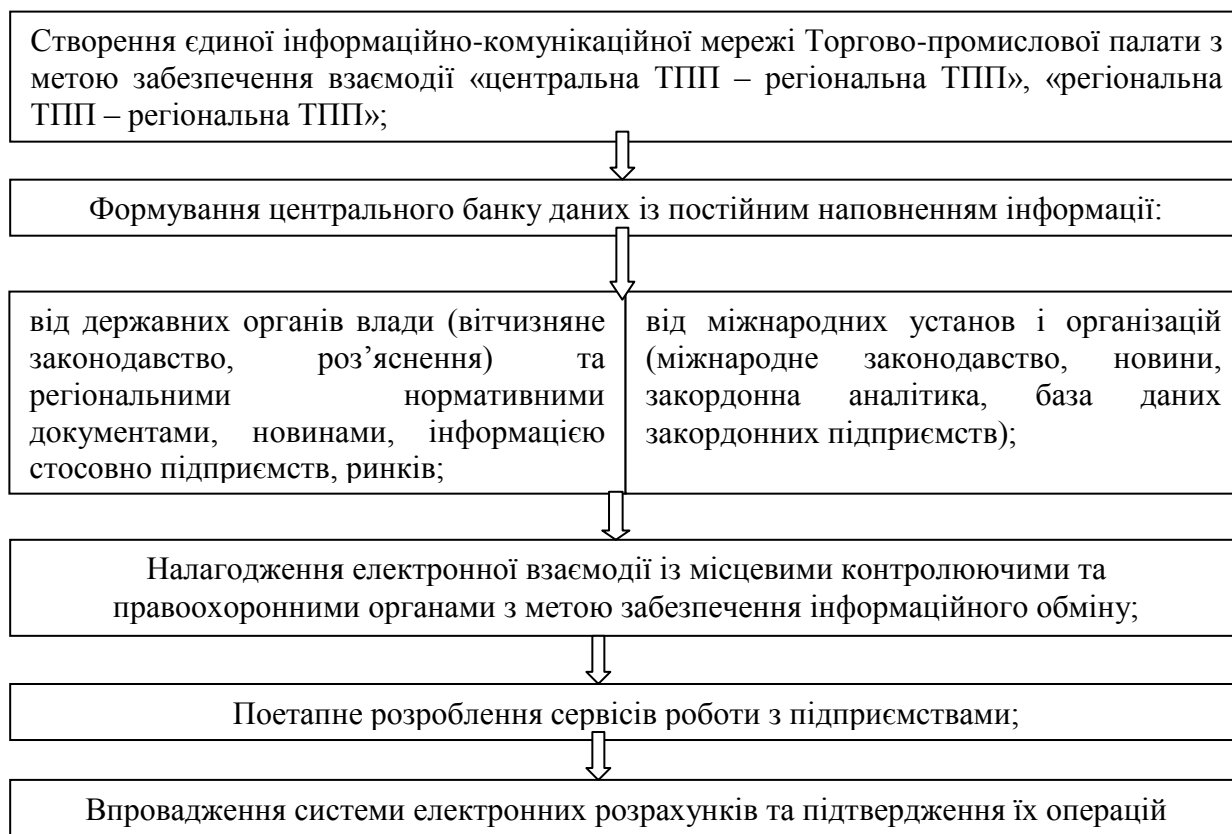 Створення єдиної інформаційно-комунікаційної мережі Торгово-промислової палати з
метою забезпечення взаємодії «центральна ТПП – регіональна ТПП», «регіональна
ТПП – регіональна ТПП»;
Формування центрального банку даних із постійним наповненням інформації:
від державних органів влади (вітчизняне
законодавство, роз’яснення) та
регіональними нормативними
документами, новинами, інформацією
стосовно підприємств, ринків;
від міжнародних установ і організацій
(міжнародне законодавство, новини,
закордонна аналітика, база даних
закордонних підприємств);
Налагодження електронної взаємодії із місцевими контролюючими та
правоохоронними органами з метою забезпечення інформаційного обміну;
Поетапне розроблення сервісів роботи з підприємствами;
Впровадження системи електронних розрахунків та підтвердження їх операцій